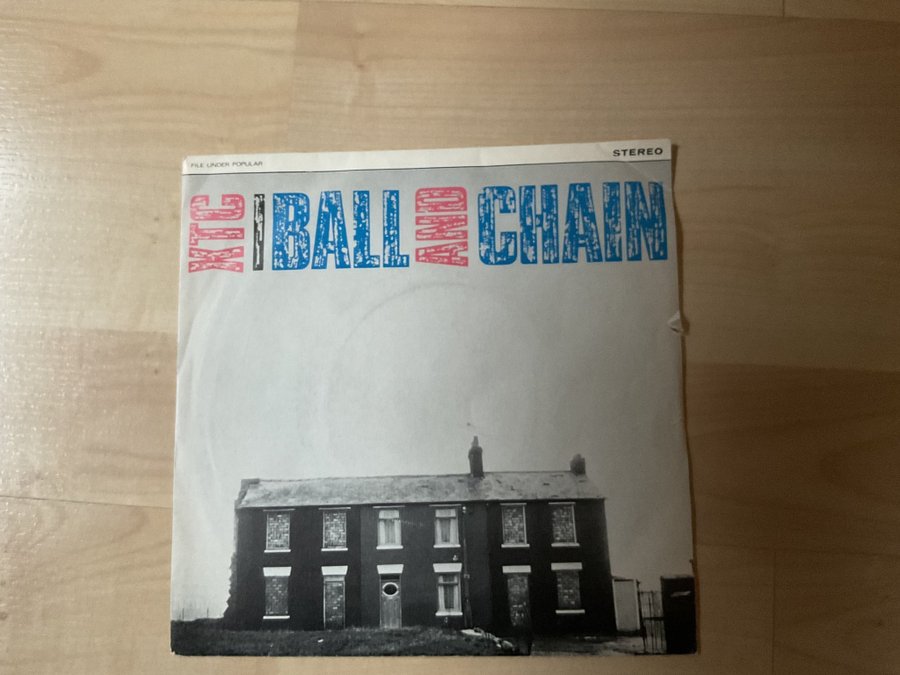 FILE UNDER POPULAR
STEREO
XTC BALL AND CHAIN